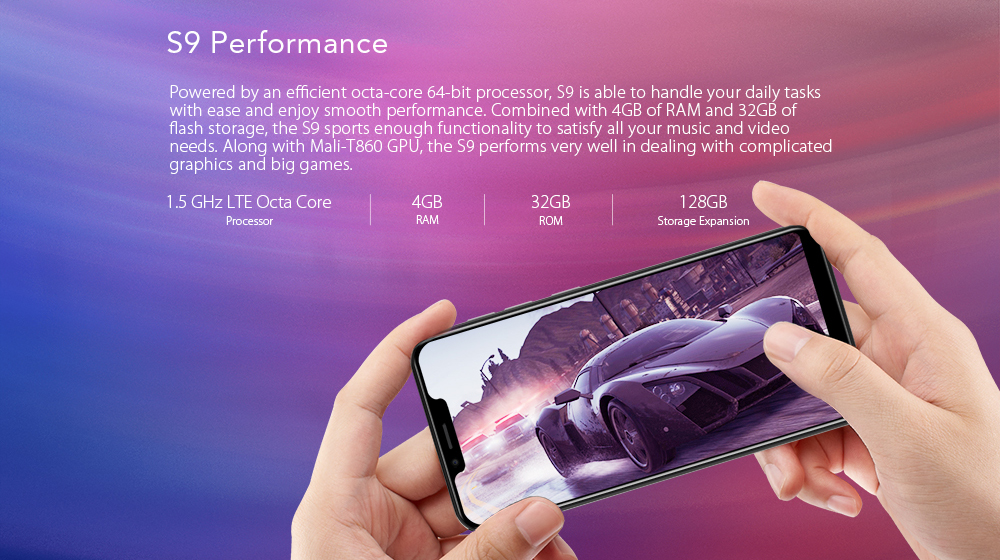 S9 Performance
Powered by an efficient octa-core 64-bit processor, S9 is able to handle your daily tasks
with ease and enjoy smooth performance. Combined with 4GB of RAM and 32GB of
flash storage, the S9 sports enough functionality to satisfy all your music and video
needs. Along with Mali-T860 GPU, the S9 performs very well in dealing with complicated
graphics and big games.
1.5 GHz LTE Octa Core 4GB 32GB 128GB
Processor RAM ROM Storage Expansion